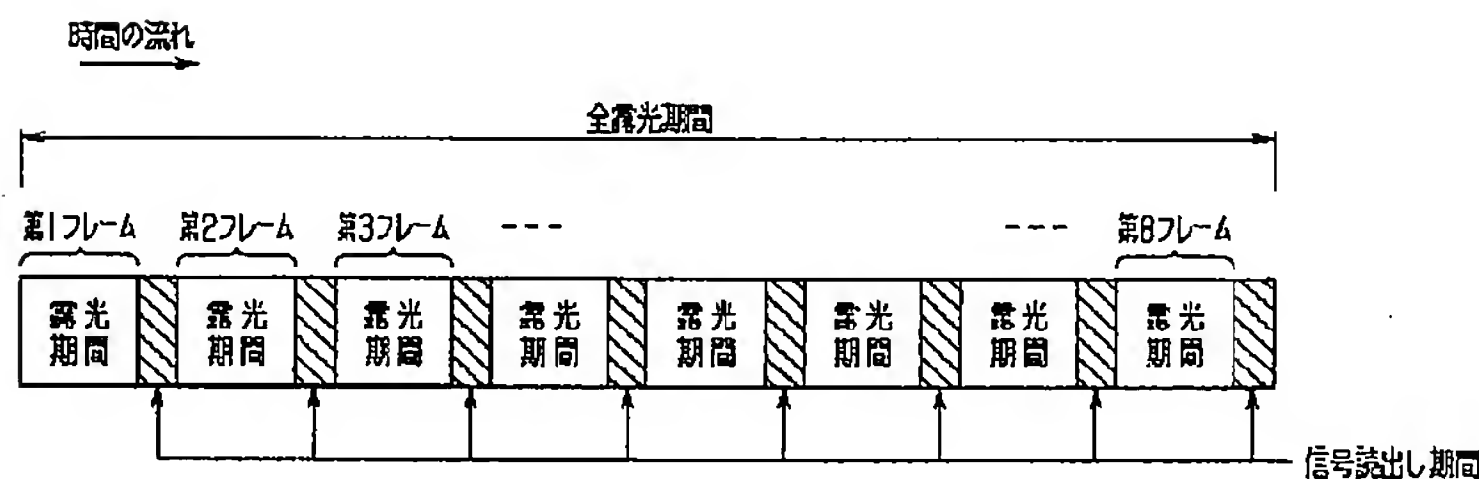 時間の流れ
全露光期間
第1フレーム 第2フレーム 第3フレーム --- --- 第8フレーム
露光 露光 露光 露光 露光 露光 露光 露光
期間 期間 期間 期間 期間 期間 期間 期間
信号読出し期間